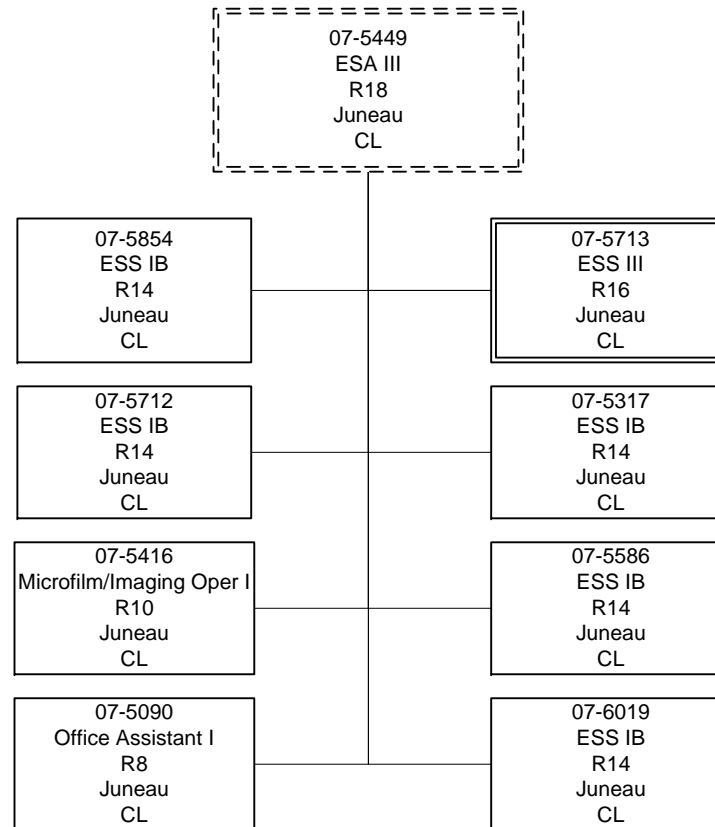 07-5449
ESA III
R18
Juneau
CL
07-5854
ESS IB
R14
Juneau
CL
07-5713
ESS III
R16
Juneau
CL
07-5712
ESS IB
R14
Juneau
CL
07-5317
ESS IB
R14
Juneau
CL
07-5416
Microfilm/Imaging Oper I
R10
Juneau
CL
07-5586
ESS IB
R14
Juneau
CL
07-5090
Office Assistant I
R8
Juneau
CL
07-6019
ESS IB
R14
Juneau
CL